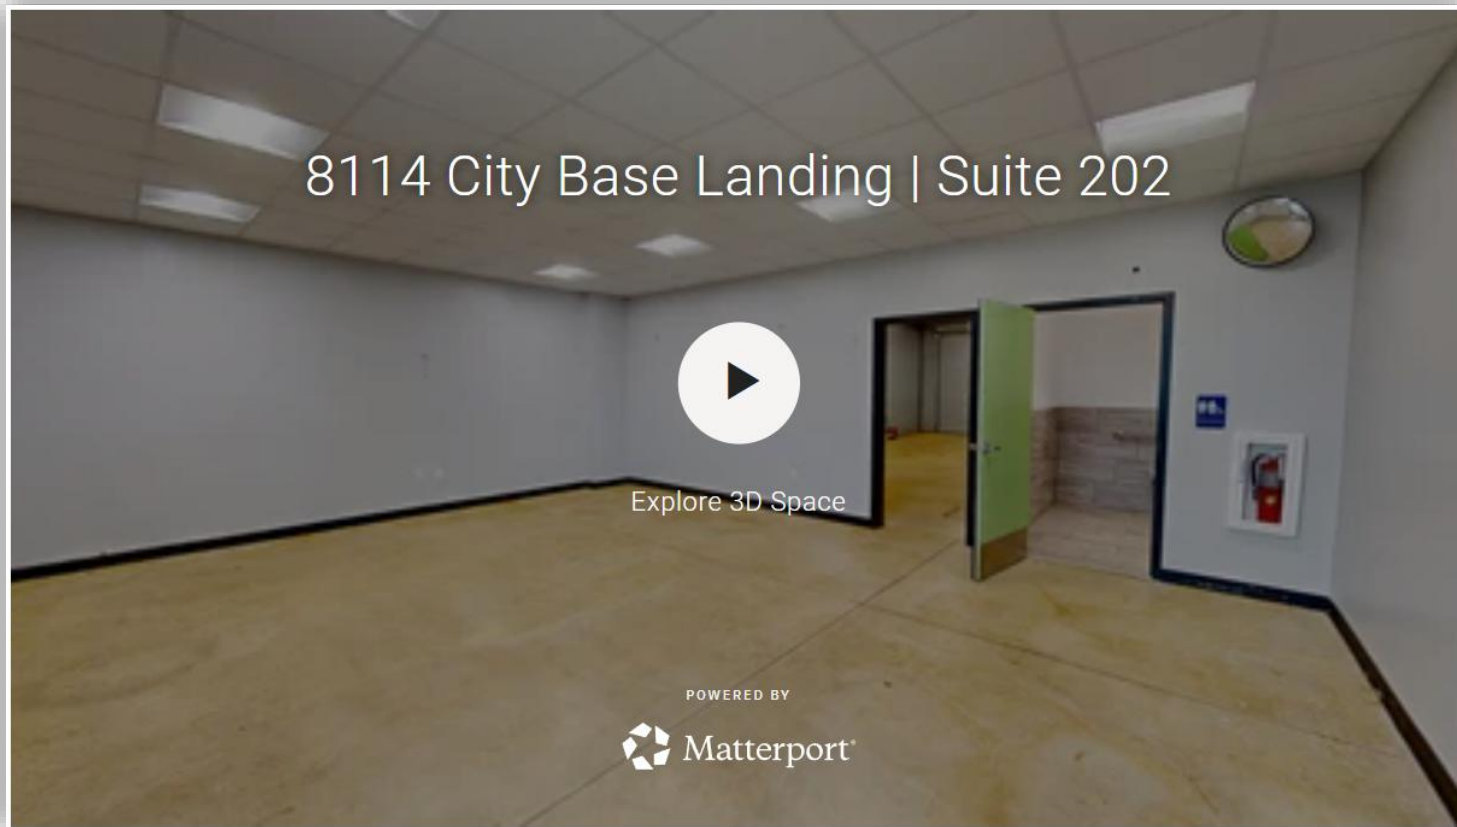 8114 City Base Landing | Suite 202
Explore 3D Space
POWERED BY
Matterport®